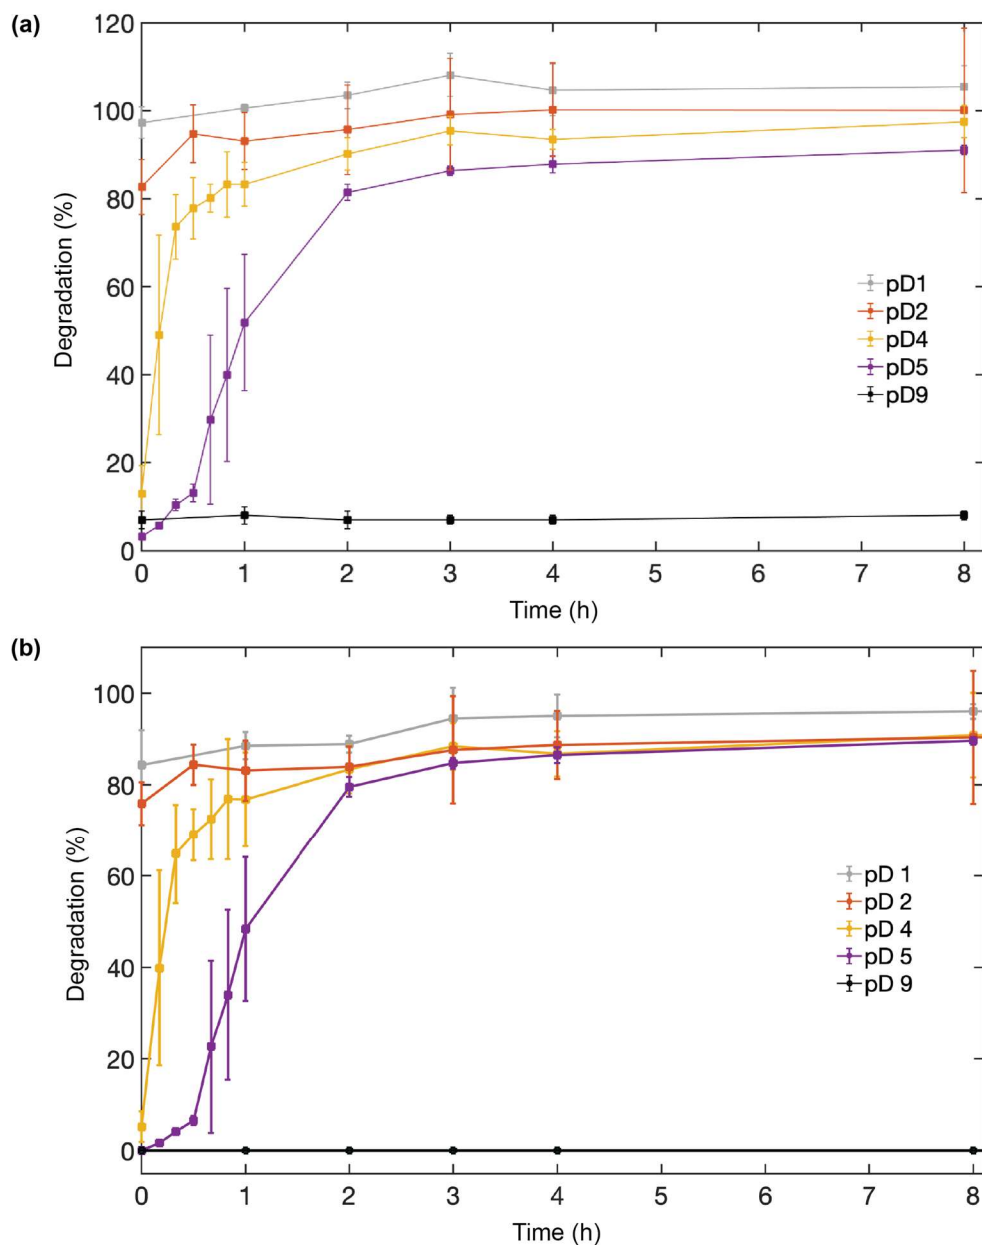 (a)
120
100
80
60
40
20
0
Degradation (%)
pD1
pD2
pD4
pD5
pD9
0 1 2 3 4 5 6 7 8
Time (h)
(b)
100
80
60
40
20
0
Degradation (%)
pD 1
pD 2
pD 4
pD 5
pD 9
0 1 2 3 4 5 6 7 8
Time (h)